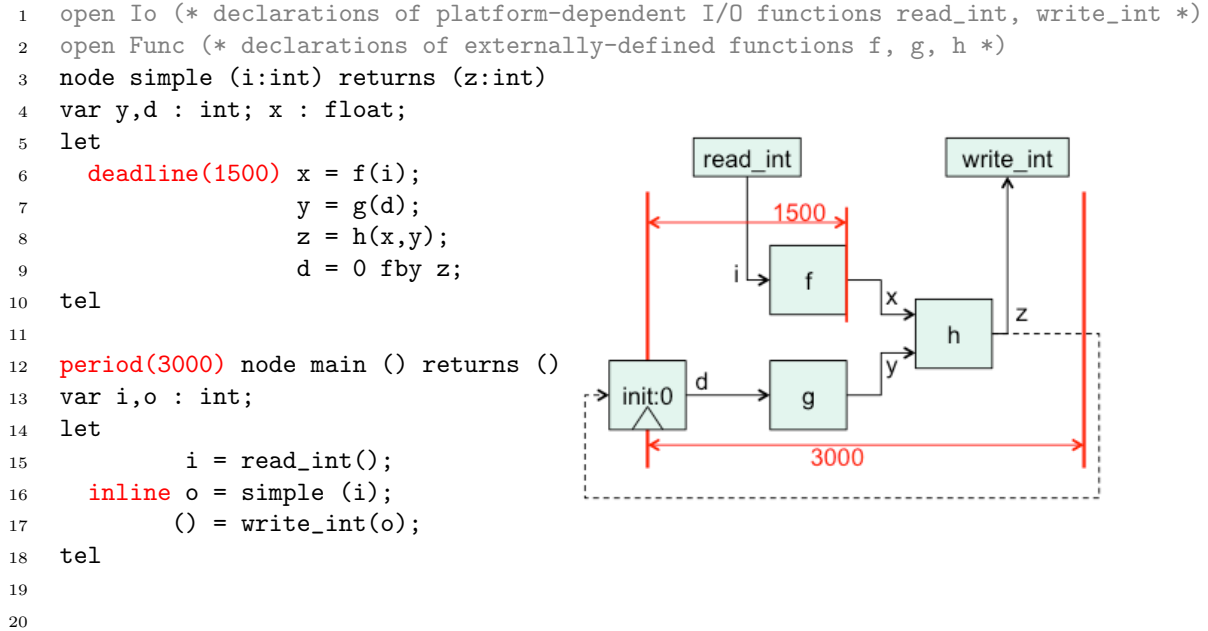 1 open Io (* declarations of platform-dependent I/O functions read_int, write_int *)
2 open Func (* declarations of externally-defined functions f, g, h *)
3 node simple (i:int) returns (z:int)
4 var y,d : int; x : float;
5 let
6 deadline(1500) x = f(i);
7 y = g(d);
8 z = h(x,y);
9 d = 0 fby z;
10 tel
11
12 period(3000) node main () returns ()
13 var i,o : int;
14 let
15 i = read_int();
16 inline o = simple (i);
17 () = write_int(o);
18 tel
19
20
read_int
write_int
1500
i
f
x
z
h
y
init:0
d
g
3000